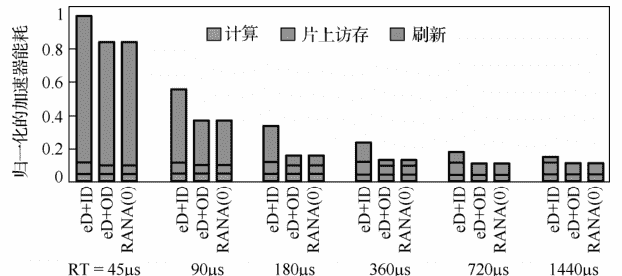 归一化的加速器能耗
1
0.8
0.6
0.4
0.2
0
计算 片上访存 刷新
eD+ID eD+OD RANA(0) eD+ID eD+OD RANA(0) eD+ID eD+OD RANA(0) eD+ID eD+OD RANA(0) eD+ID eD+OD RANA(0) eD+ID eD+OD RANA(0)
RT = 45μs 90μs 180μs 360μs 720μs 1440μs